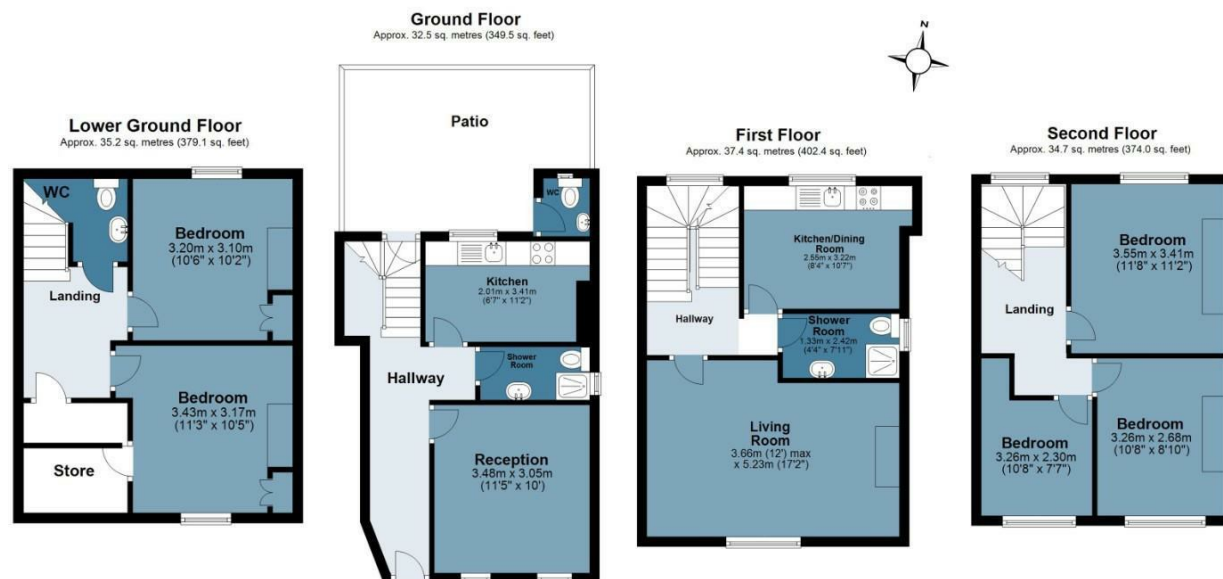 Ground Floor
Approx. 32.5 sq. metres (349.5 sq. feet)
N
Patio
Lower Ground Floor
Approx. 35.2 sq. metres (379.1 sq. feet)
First Floor
Approx. 37.4 sq. metres (402.4 sq. feet)
Second Floor
Approx. 34.7 sq. metres (374.0 sq. feet)
WC
Bedroom
3.20m x 3.10m
(10'6" x 10'2")
Landing
Bedroom
3.43m x 3.17m
(11'3" x 10'5")
Store
WC
Kitchen
2.01m x 3.41m
(6'7" x 11'2")
Hallway
Shower
Room
Reception
3.48m x 3.05m
(11'5" x 10')
Kitchen/Dining
Room
2.55m x 3.22m
(8'4" x 10'7")
Hallway
Shower
Room
1.33m x 2.42m
(4'4" x 7'11")
Living
Room
3.66m (12') max
x 5.23m (17'2")
Bedroom
3.55m x 3.41m
(11'8" x 11'2")
Landing
Bedroom
3.26m x 2.30m
(10'8" x 7'7")
Bedroom
3.26m x 2.68m
(10'8" x 8'10")